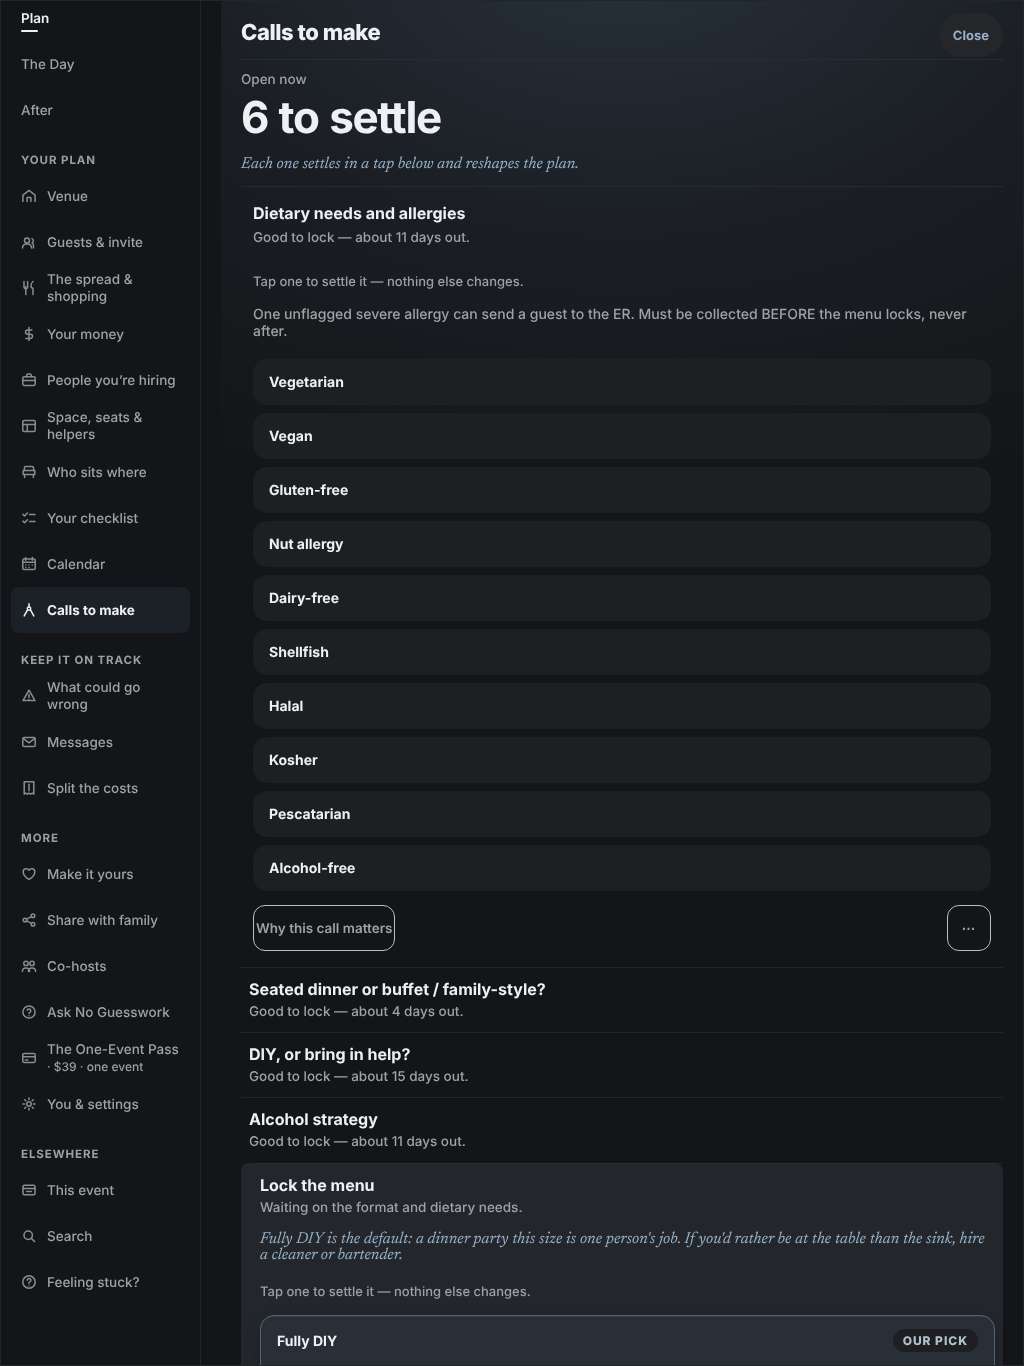 Plan
The Day
After
YOUR PLAN
Venue
Guests & invite
The spread &
shopping
Your money
People you’re hiring
Space, seats &
helpers
Who sits where
Your checklist
Calendar
Calls to make
KEEP IT ON TRACK
What could go
wrong
Messages
Split the costs
MORE
Make it yours
Share with family
Co-hosts
Ask No Guesswork
The One-Event Pass
· $39 · one event
You & settings
ELSEWHERE
This event
Search
Feeling stuck?
Calls to make
Close
Open now
6 to settle
Each one settles in a tap below and reshapes the plan.
Dietary needs and allergies
Good to lock — about 11 days out.
Tap one to settle it — nothing else changes.
One unflagged severe allergy can send a guest to the ER. Must be collected BEFORE the menu locks, never
after.
Vegetarian
Vegan
Gluten-free
Nut allergy
Dairy-free
Shellfish
Halal
Kosher
Pescatarian
Alcohol-free
Why this call matters
...
Seated dinner or buffet / family-style?
Good to lock — about 4 days out.
DIY, or bring in help?
Good to lock — about 15 days out.
Alcohol strategy
Good to lock — about 11 days out.
Lock the menu
Waiting on the format and dietary needs.
Fully DIY is the default: a dinner party this size is one person's job. If you'd rather be at the table than the sink, hire
a cleaner or bartender.
Tap one to settle it — nothing else changes.
Fully DIY
OUR PICK